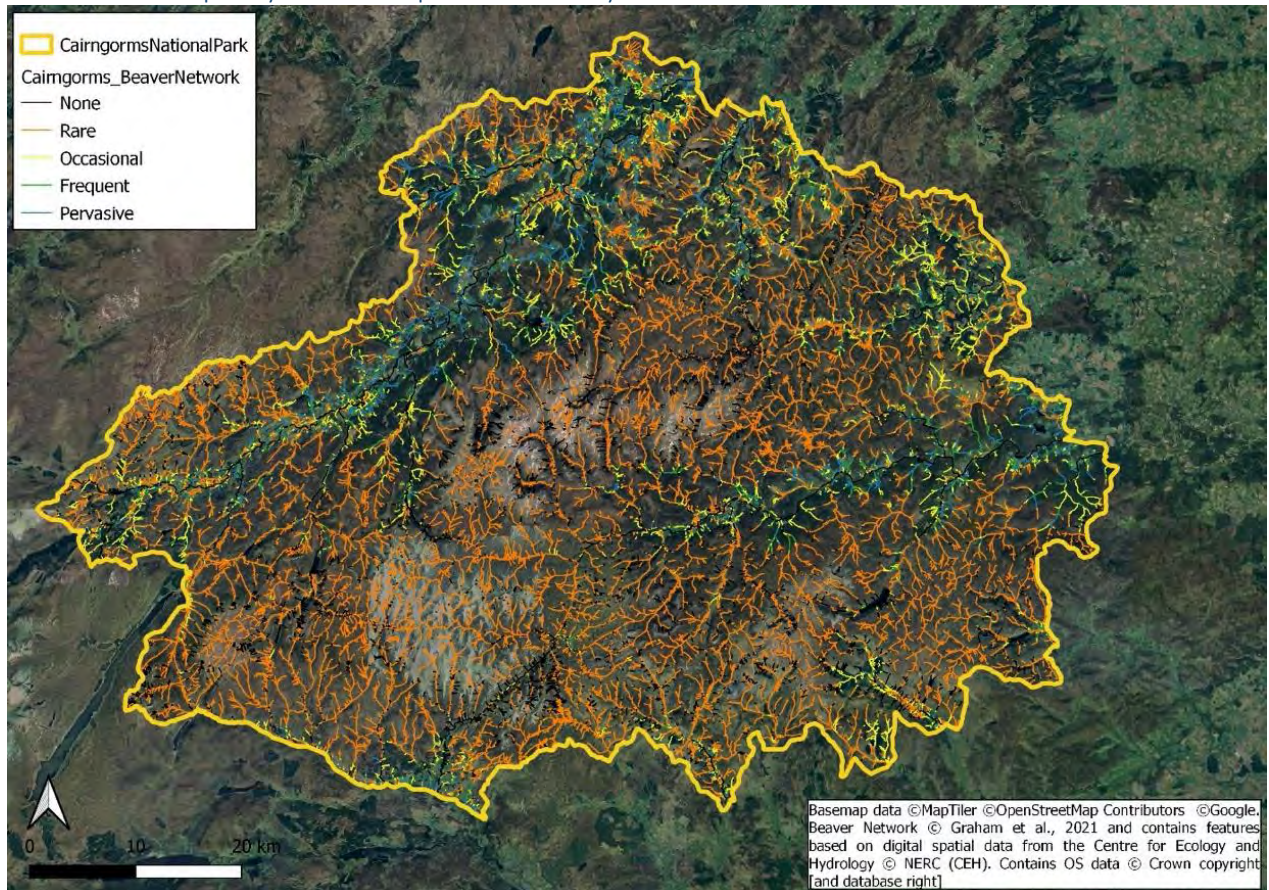 CairngormsNationalPark
Cairngorms_BeaverNetwork
None
Rare
Occasional
Frequent
Pervasive
0 10 20 km
Basemap data ©MapTiler ©OpenStreetMap Contributors ©Google.
Beaver Network © Graham et al., 2021 and contains features
based on digital spatial data from the Centre for Ecology and
Hydrology © NERC (CEH). Contains OS data © Crown copyright
[and database right]